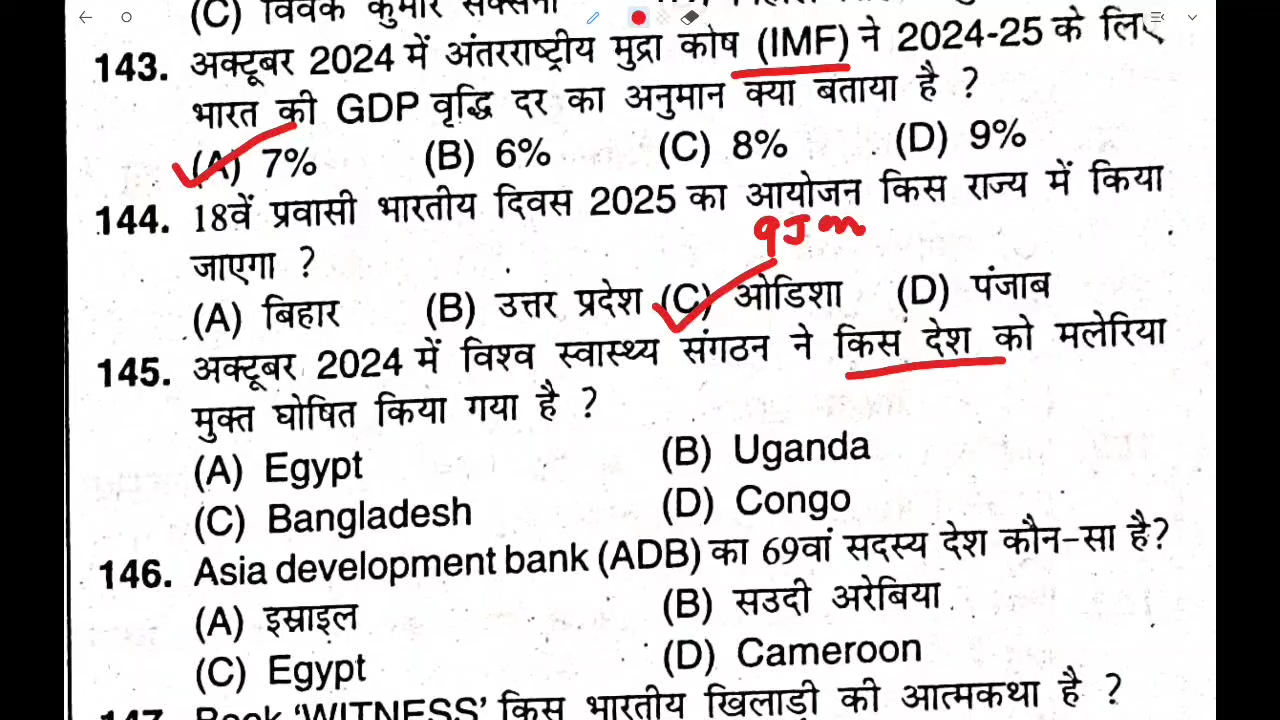 (C) विवेक कुमार सक्सेना
143. अक्टूबर 2024 में अंतरराष्ट्रीय मुद्रा कोष (IMF) ने 2024-25 के लिए
भारत की GDP वृद्धि दर का अनुमान क्या बताया है ?
(A) 7% (B) 6% (C) 8% (D) 9%
144. 18वें प्रवासी भारतीय दिवस 2025 का आयोजन किस राज्य में किया
जाएगा ?
(A) बिहार (B) उत्तर प्रदेश (C) ओडिशा (D) पंजाब
145. अक्टूबर 2024 में विश्व स्वास्थ्य संगठन ने किस देश को मलेरिया
मुक्त घोषित किया गया है ?
(A) Egypt (B) Uganda
(C) Bangladesh (D) Congo
146. Asia development bank (ADB) का 69वां सदस्य देश कौन-सा है?
(A) इस्राइल (B) सउदी अरेबिया
(C) Egypt (D) Cameroon
147. Book 'WITNESS' किस भारतीय खिलाड़ी की आत्मकथा है ?